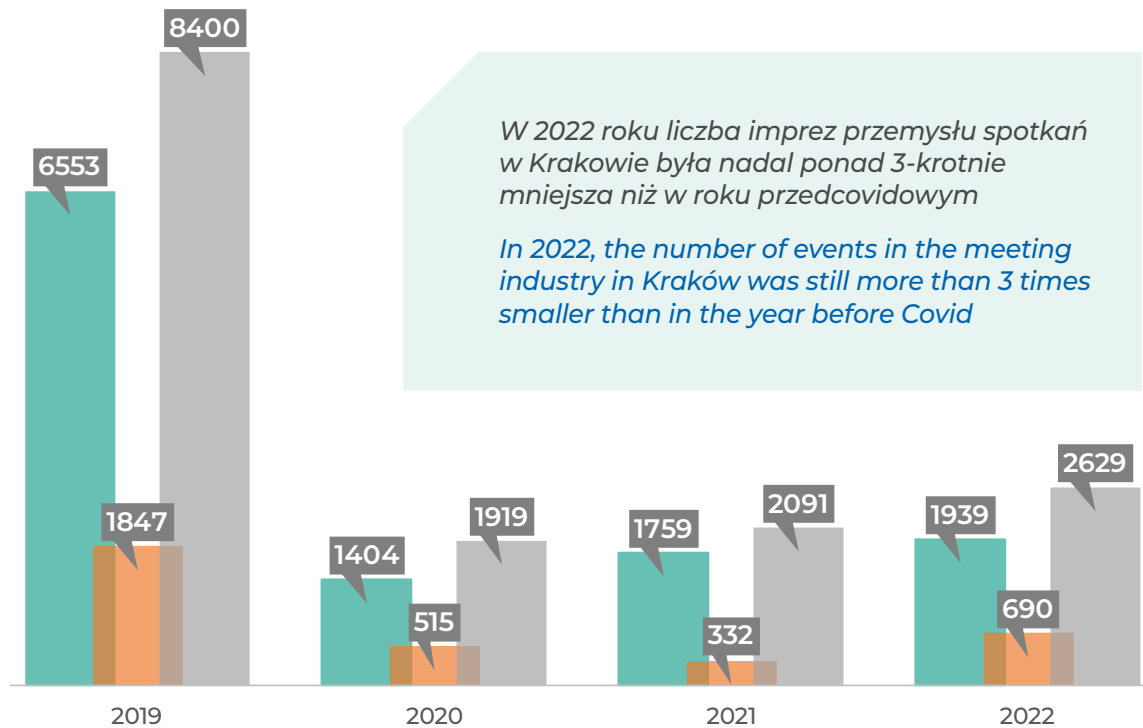 8400
W 2022 roku liczba imprez przemysłu spotkań
w Krakowie była nadal ponad 3-krotnie
mniejsza niż w roku przedcovidowym
In 2022, the number of events in the meeting
industry in Kraków was still more than 3 times
smaller than in the year before Covid
6553
1847
1404
515
1919
1759
332
2091
1939
690
2629
2019
2020
2021
2022